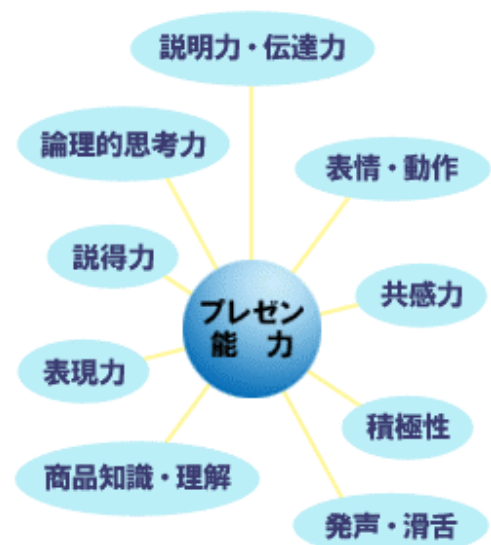 説明力・伝達力
論理的思考力
表情・動作
説得力
共感力
プレゼン
能　力
表現力
積極性
商品知識・理解
発声・滑舌